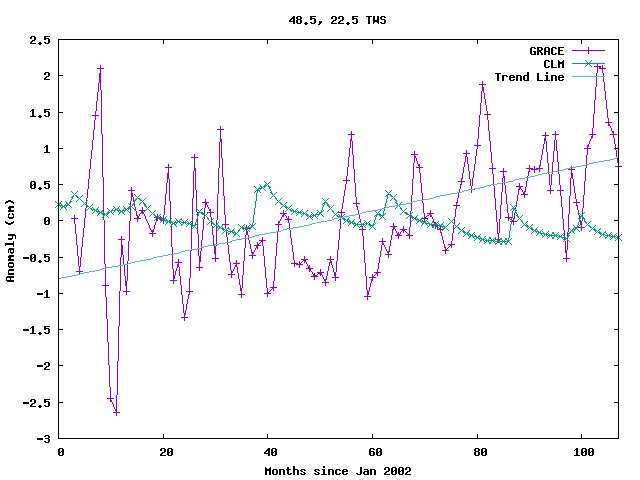 48.5, 22.5 TWS
GRACE
CLM
Trend Line
2.5
2
1.5
1
0.5
0
-0.5
-1
-1.5
-2
-2.5
-3
Anomaly (cm)
0 20 40 60 80 100
Months since Jan 2002